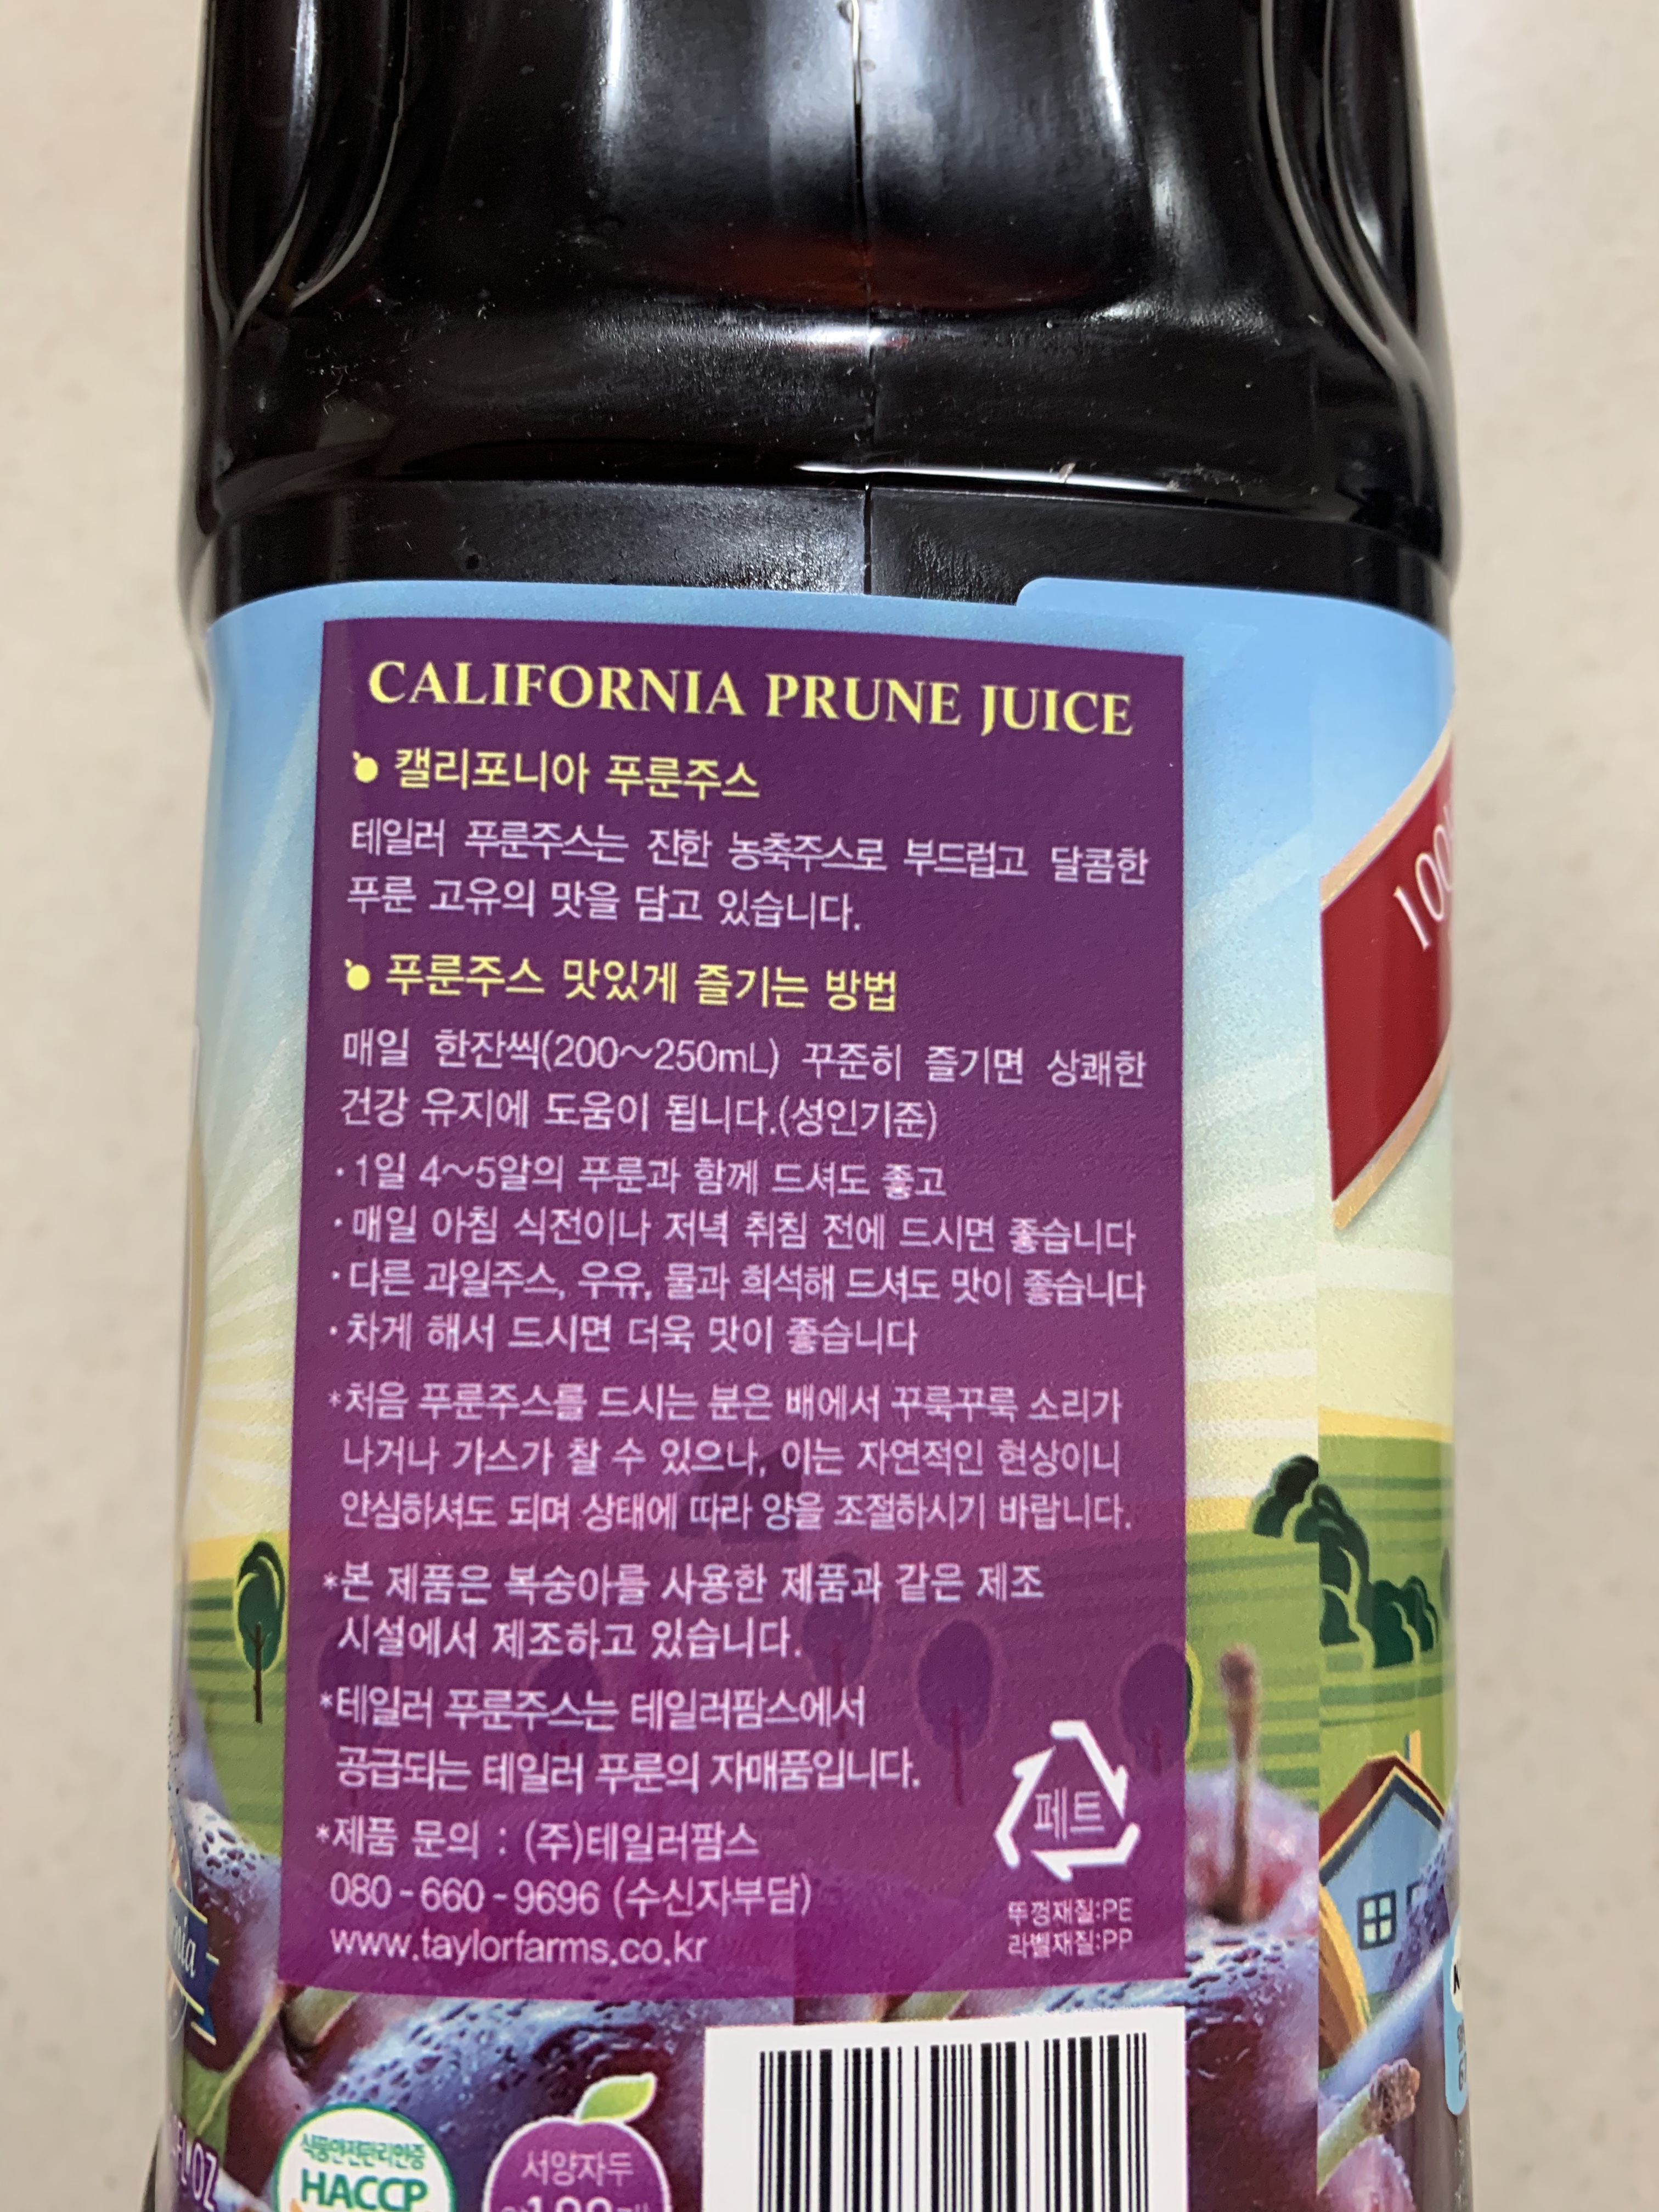 CALIFORNIA PRUNE JUICE
캘리포니아 푸룬주스
테일러 푸룬주스는 진한 농축주스로 부드럽고 달콤한
푸룬 고유의 맛을 담고 있습니다.
푸룬주스 맛있게 즐기는 방법
매일 한잔씩(200~250mL) 꾸준히 즐기면 상쾌한
건강 유지에 도움이 됩니다.(성인기준)
·1일 4~5알의 푸룬과 함께 드셔도 좋고
·매일 아침 식전이나 저녁 취침 전에 드시면 좋습니다
·다른 과일주스, 우유, 물과 희석해 드셔도 맛이 좋습니다
·차게 해서 드시면 더욱 맛이 좋습니다
*처음 푸룬주스를 드시는 분은 배에서 꾸룩꾸룩 소리가
나거나 가스가 찰 수 있으나, 이는 자연적인 현상이니
안심하셔도 되며 상태에 따라 양을 조절하시기 바랍니다.
*본 제품은 복숭아를 사용한 제품과 같은 제조
시설에서 제조하고 있습니다.
*테일러 푸룬주스는 테일러팜스에서
공급되는 테일러 푸룬의 자매품입니다.
*제품 문의 : (주)테일러팜스
080-660-9696 (수신자부담)
www.taylorfarms.co.kr
페트
뚜껑재질:PE
라벨재질:PP
100
식품안전관리인증
HACCP
서양자두
FL OZ